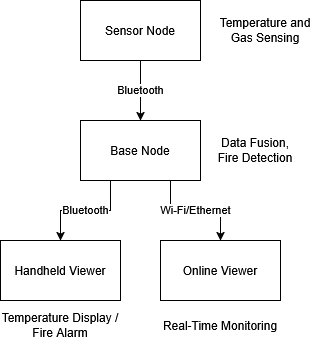 Sensor Node
Temperature and
Gas Sensing
Bluetooth
Base Node
Data Fusion,
Fire Detection
Bluetooth
Wi-Fi/Ethernet
Handheld Viewer
Online Viewer
Temperature Display /
Fire Alarm
Real-Time Monitoring